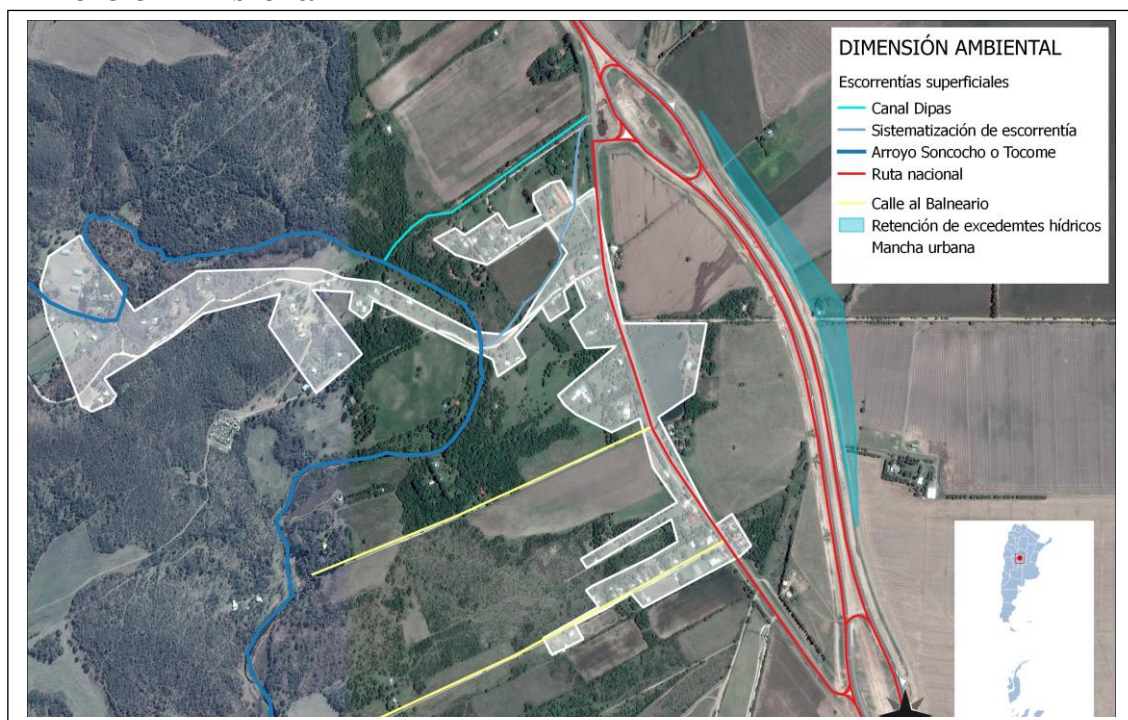 DIMENSIÓN AMBIENTAL
Escorrentías superficiales
Canal Dipas
Sistematización de escorrentía
Arroyo Soncocho o Tocome
Ruta nacional
Calle al Balneario
Retención de excedemtes hídricos
Mancha urbana